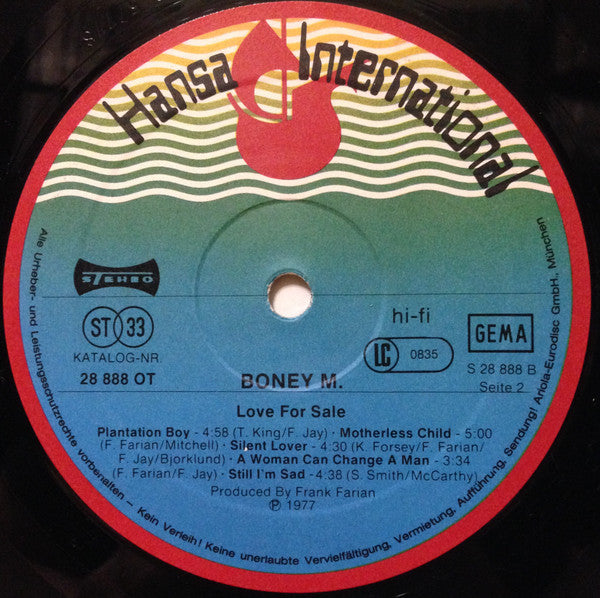 Hansa International
STEREO
ST 33
KATALOG-NR.
28 888 OT
hi-fi
LC 0835
GEMA
S 28 888 B
Seite 2
BONEY M.
Love For Sale
Plantation Boy - 4:58 (T. King/F. Jay) · Motherless Child - 5:00
(F. Farian/Mitchell) · Silent Lover - 4:30 (K. Forsey/F. Farian/
F. Jay/Bjorklund) · A Woman Can Change A Man - 3:34
(F. Farian/F. Jay) · Still I'm Sad - 4:38 (S. Smith/McCarthy)
Produced By Frank Farian
℗ 1977
Alle Urheber- und Leistungsschutzrechte vorbehalten - Kein Verleih! Keine unerlaubte Vervielfältigung, Vermietung, Aufführung, Sendung! Ariola-Eurodisc GmbH., München